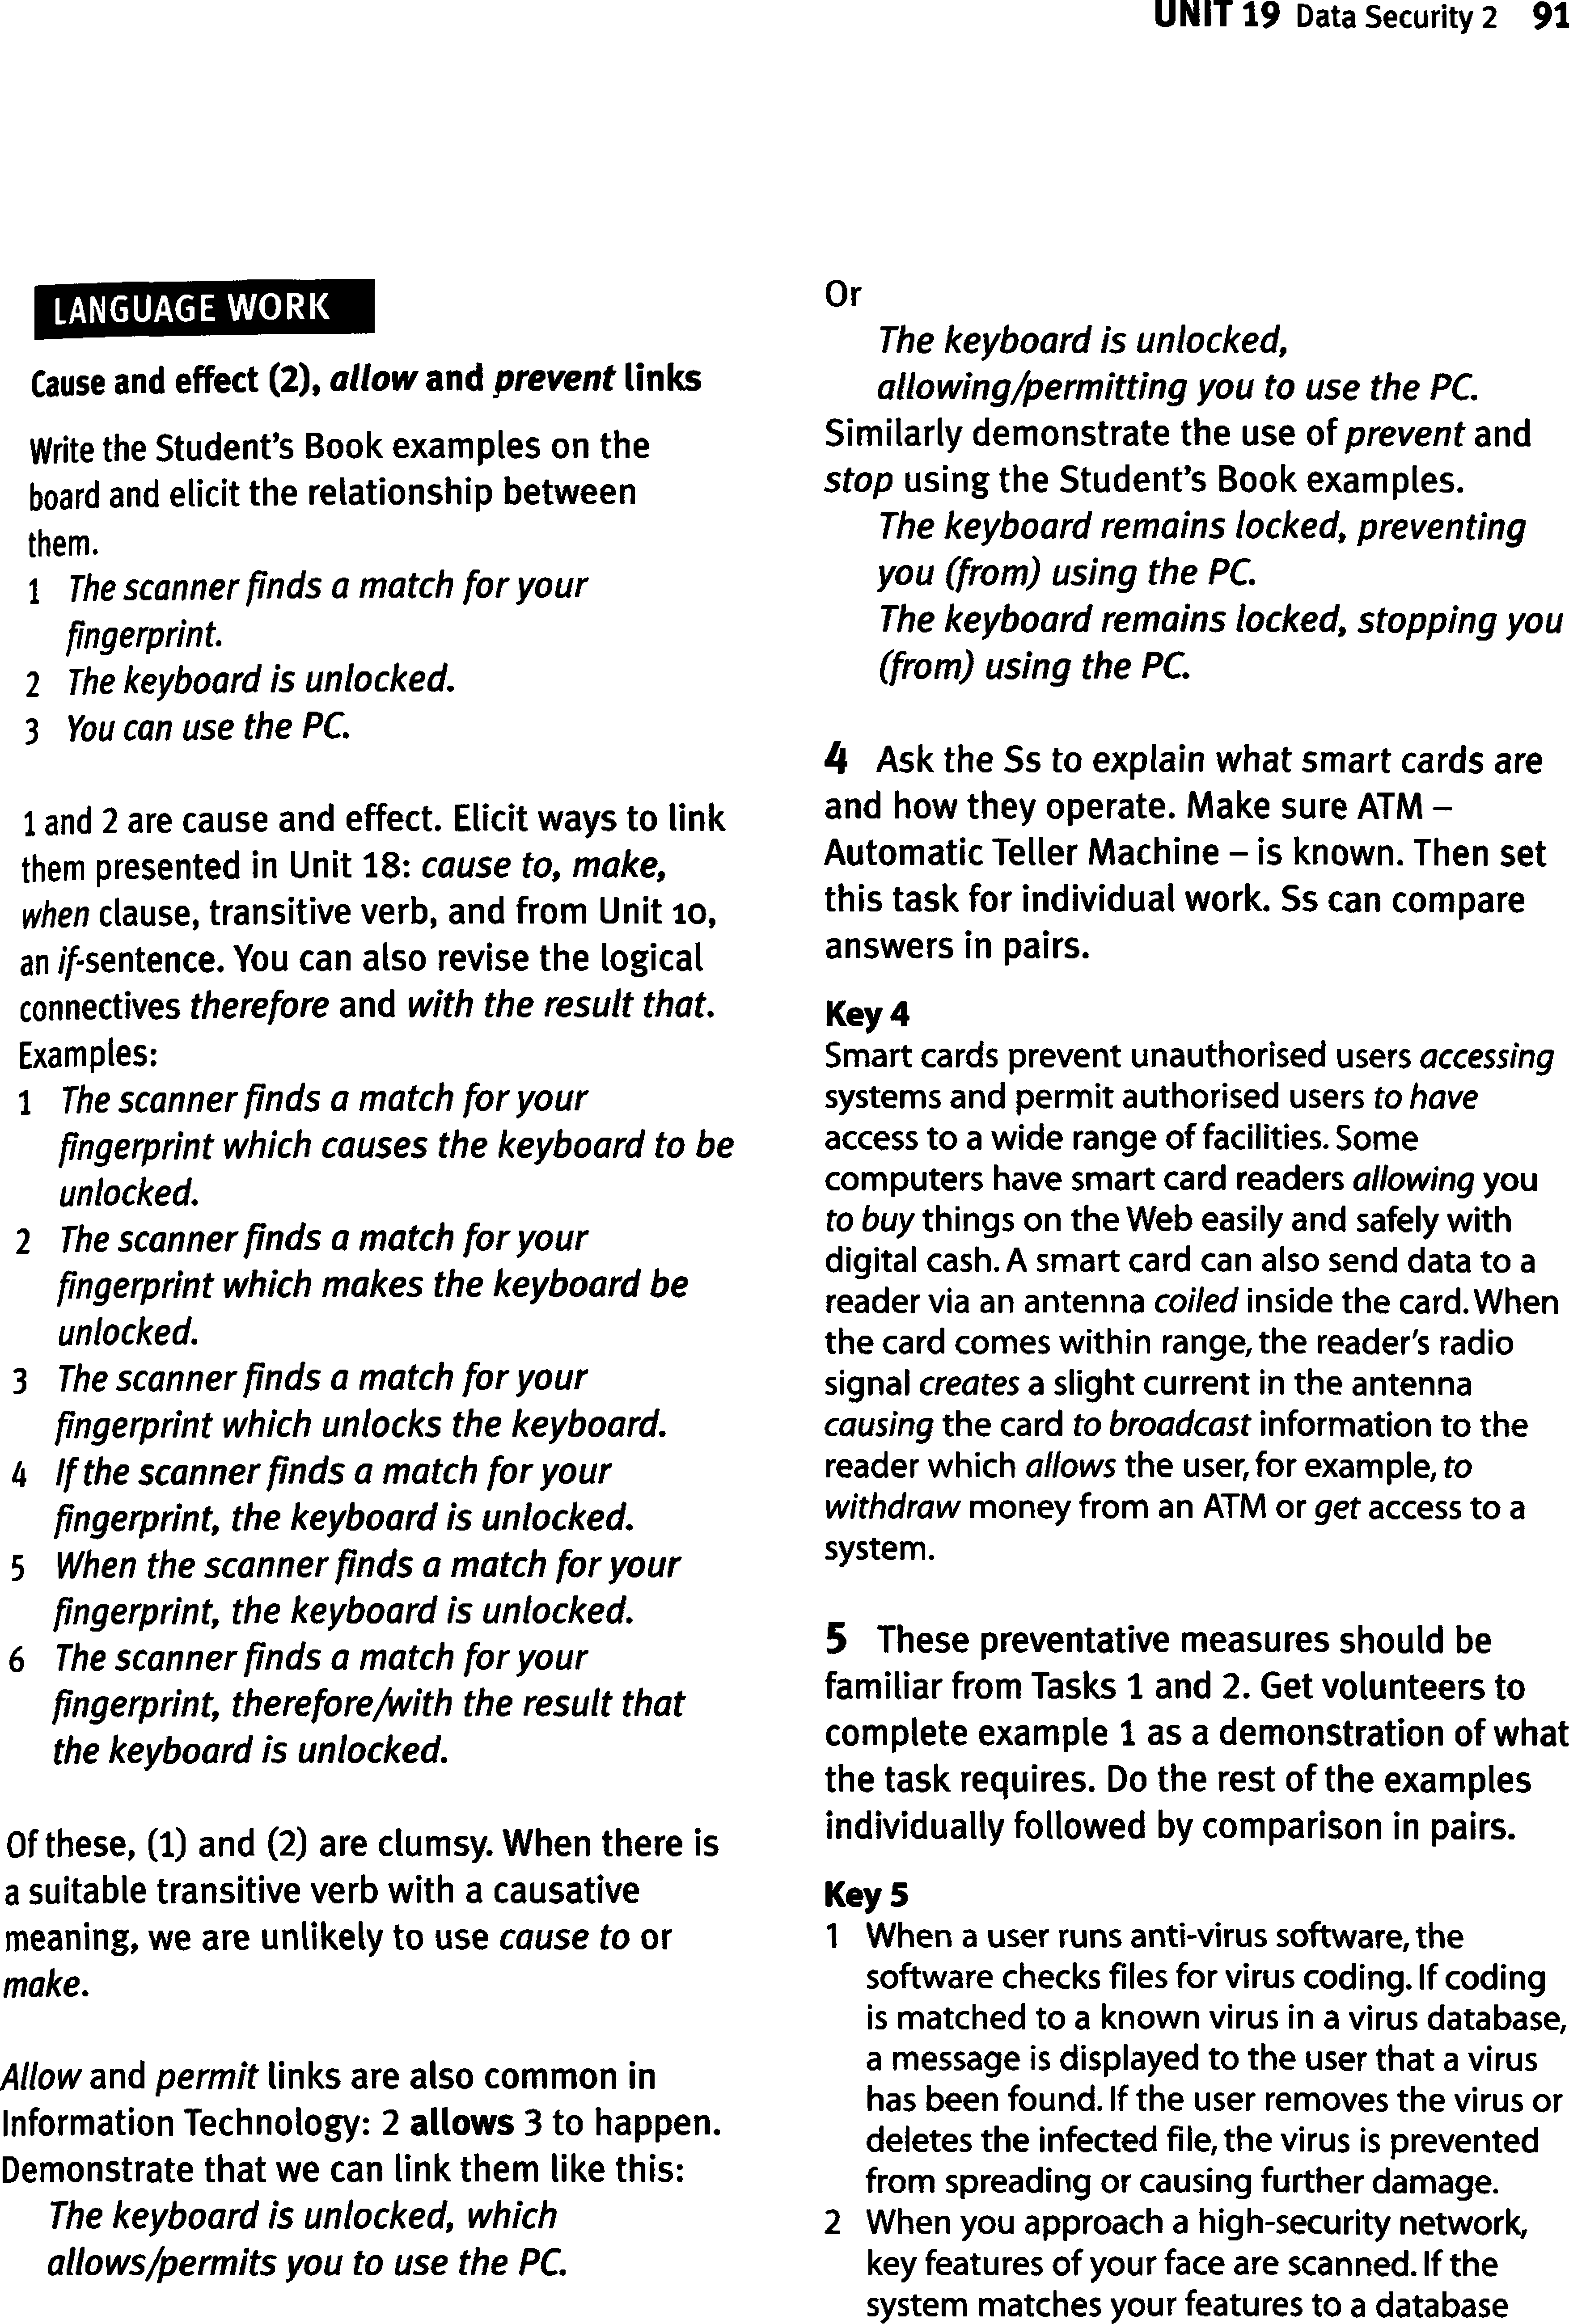 UNIT 19 Data Security 2 91
LANGUAGE WORK
Cause and effect (2), allow and prevent links
Write the Student's Book examples on the
board and elicit the relationship between
them.
1 The scanner finds a match for your
fingerprint.
2 The keyboard is unlocked.
3 You can use the PC.
1 and 2 are cause and effect. Elicit ways to link
them presented in Unit 18: cause to, make,
when clause, transitive verb, and from Unit 10,
an if-sentence. You can also revise the logical
connectives therefore and with the result that.
Examples:
1 The scanner finds a match for your
fingerprint which causes the keyboard to be
unlocked.
2 The scanner finds a match for your
fingerprint which makes the keyboard be
unlocked.
3 The scanner finds a match for your
fingerprint which unlocks the keyboard.
4 If the scanner finds a match for your
fingerprint, the keyboard is unlocked.
5 When the scanner finds a match for your
fingerprint, the keyboard is unlocked.
6 The scanner finds a match for your
fingerprint, therefore/with the result that
the keyboard is unlocked.
Of these, (1) and (2) are clumsy. When there is
a suitable transitive verb with a causative
meaning, we are unlikely to use cause to or
make.
Allow and permit links are also common in
Information Technology: 2 allows 3 to happen.
Demonstrate that we can link them like this:
The keyboard is unlocked, which
allows/permits you to use the PC.
Or
The keyboard is unlocked,
allowing/permitting you to use the PC.
Similarly demonstrate the use of prevent and
stop using the Student's Book examples.
The keyboard remains locked, preventing
you (from) using the PC.
The keyboard remains locked, stopping you
(from) using the PC.
4 Ask the Ss to explain what smart cards are
and how they operate. Make sure ATM –
Automatic Teller Machine – is known. Then set
this task for individual work. Ss can compare
answers in pairs.
Key 4
Smart cards prevent unauthorised users accessing
systems and permit authorised users to have
access to a wide range of facilities. Some
computers have smart card readers allowing you
to buy things on the Web easily and safely with
digital cash. A smart card can also send data to a
reader via an antenna coiled inside the card. When
the card comes within range, the reader's radio
signal creates a slight current in the antenna
causing the card to broadcast information to the
reader which allows the user, for example, to
withdraw money from an ATM or get access to a
system.
5 These preventative measures should be
familiar from Tasks 1 and 2. Get volunteers to
complete example 1 as a demonstration of what
the task requires. Do the rest of the examples
individually followed by comparison in pairs.
Key 5
1 When a user runs anti-virus software, the
software checks files for virus coding. If coding
is matched to a known virus in a virus database,
a message is displayed to the user that a virus
has been found. If the user removes the virus or
deletes the infected file, the virus is prevented
from spreading or causing further damage.
2 When you approach a high-security network,
key features of your face are scanned. If the
system matches your features to a database